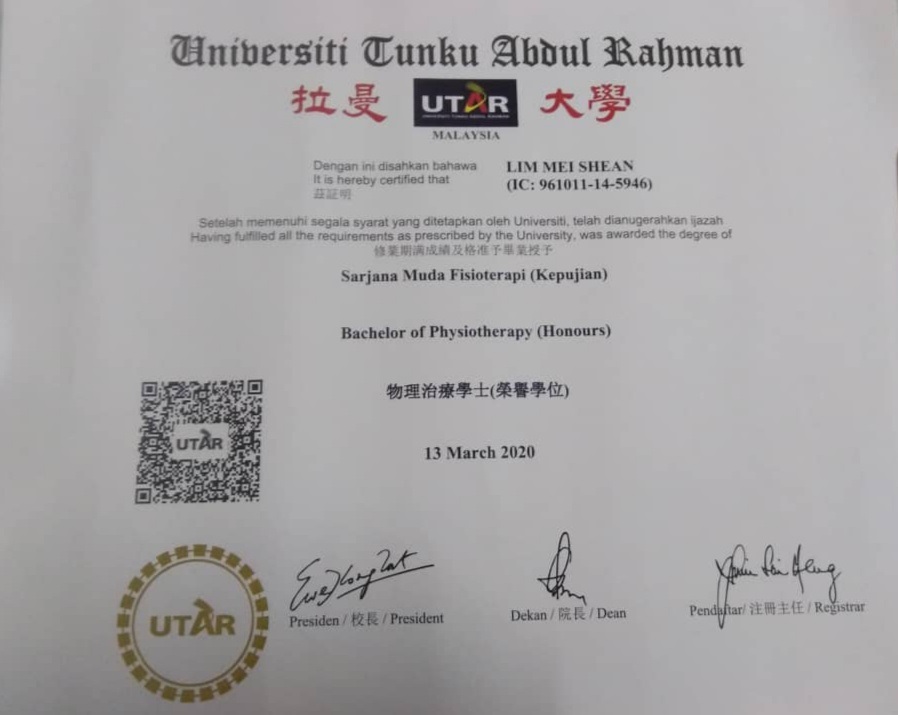 Universiti Tunku Abdul Rahman
拉曼 UTAR 大學
UNIVERSITI TUNKU ABDUL RAHMAN
MALAYSIA
Dengan ini disahkan bahawa LIM MEI SHEAN
It is hereby certified that (IC: 961011-14-5946)
茲証明
Setelah memenuhi segala syarat yang ditetapkan oleh Universiti, telah dianugerahkan ijazah
Having fulfilled all the requirements as prescribed by the University, was awarded the degree of
修業期满成績及格准予畢業授予
Sarjana Muda Fisioterapi (Kepujian)
Bachelor of Physiotherapy (Honours)
物理治療學士(榮譽學位)
UTAR
13 March 2020
UTAR
Presiden / 校長 / President
Dekan / 院長 / Dean
Pendaftar/ 注冊主任 / Registrar